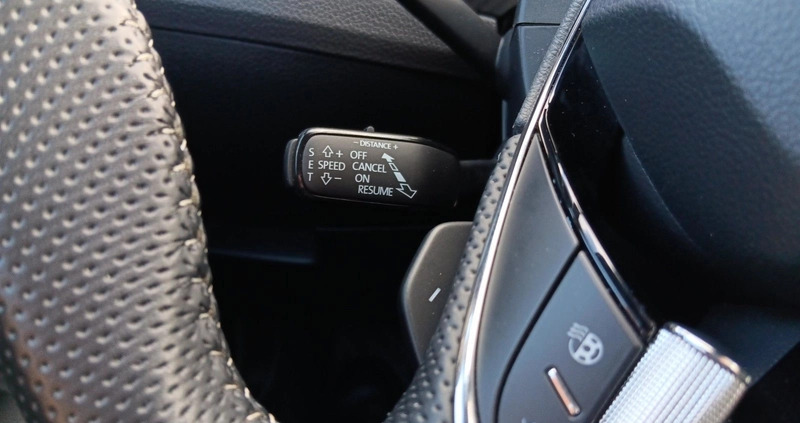 - DISTANCE +
S + OFF
E SPEED CANCEL
T - ON
RESUME
-